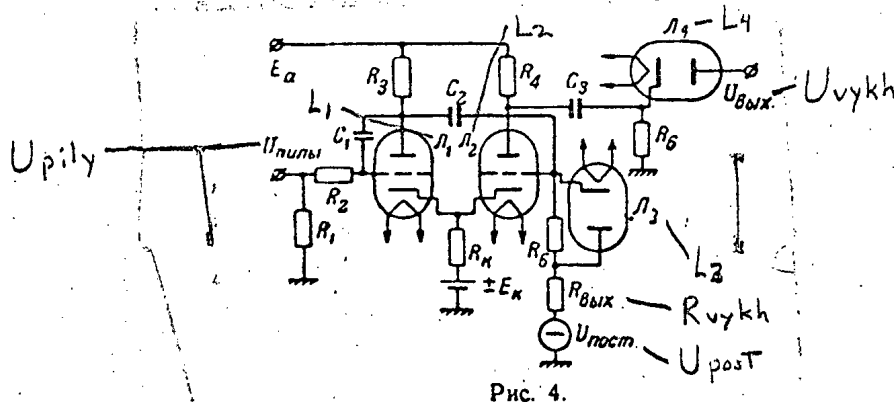 L2
Л4 – L4
Eа
R3
R4
C3
C2
Uвых. Uvykh
L1
C1
Л1
Л2
R6
Upily
Uпилы
R2
R1
Rк
R6
Л3
L3
± Eк
Rвых. Rvykh
Uпост. UposT
Рис. 4.